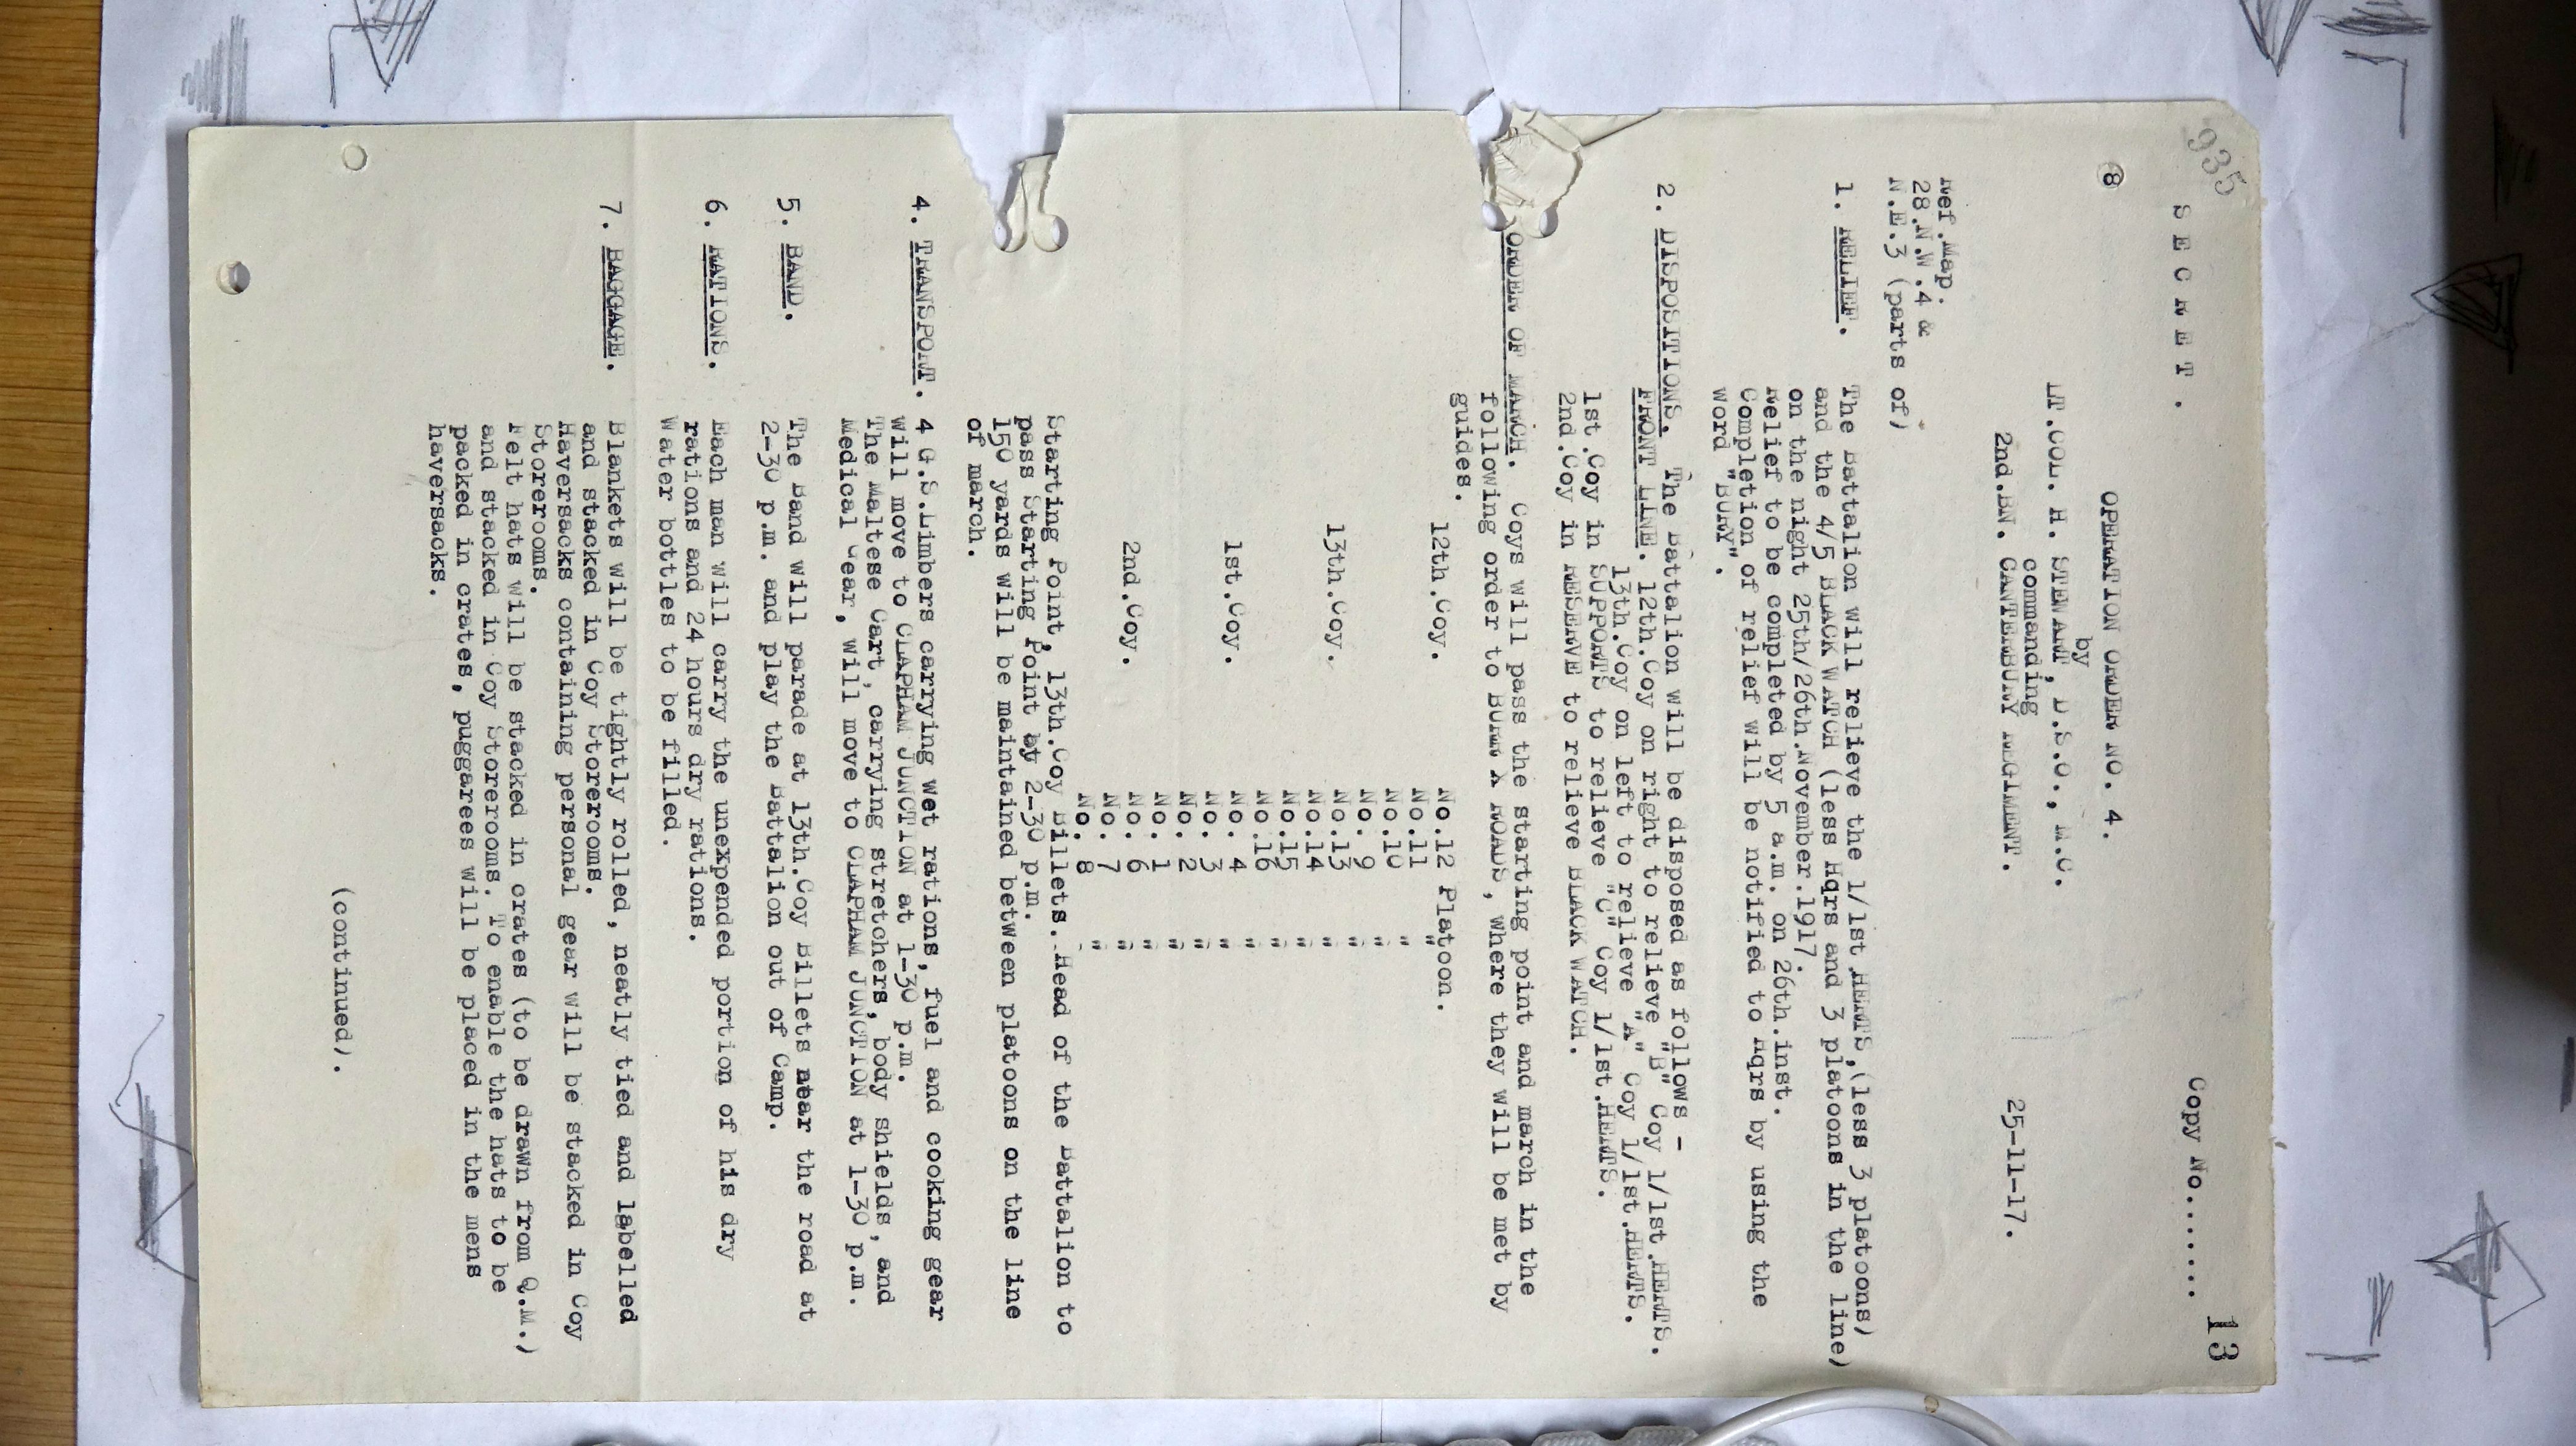 935
13
8
S E C R E T .
Copy No.......
OPERATION ORDER NO. 4.
by
LT.COL. H. STEWART, D.S.O., M.C.
commanding
2nd.BN. CANTERBURY REGIMENT.
25-11-17.
Ref.Map.
28.N.W.4 &
N.E.3 (parts of)
1. RELIEF.
The Battalion will relieve the 1/1st.HERTS,(less 3 platoons)
and the 4/5 BLACK WATCH (less Hqrs and 3 platoons in the line)
on the night 25th/26th.November.1917.
Relief to be completed by 5 a.m. on 26th.inst.
Completion of relief will be notified to Hqrs by using the
word "BURY".
2. DISPOSITIONS. The Battalion will be disposed as follows -
FRONT LINE. 12th.Coy on right to relieve "B" Coy 1/1st.HERTS.
13th.Coy on left to relieve "A" Coy 1/1st.HERTS.
1st.Coy in SUPPORTS to relieve "C" Coy 1/1st.HERTS.
2nd.Coy in RESERVE to relieve BLACK WATCH.
ORDER OF MARCH. Coys will pass the starting point and march in the
following order to BURR X ROADS, where they will be met by
guides.
12th.Coy. No.12 Platoon.
No.11 "
No.10 "
No. 9 "
13th.Coy. No.13 "
No.14 "
No.15 "
No.16 "
1st.Coy. No. 4 "
No. 3 "
No. 2 "
No. 1 "
2nd.Coy. No. 6 "
No. 7 "
No. 8 "
Starting Point, 13th.Coy Billets. Head of the Battalion to
pass Starting Point at 2-30 p.m.
150 yards will be maintained between platoons on the line
of march.
4. TRANSPORT. 4 G.S.Limbers carrying wet rations, fuel and cooking gear
will move to CLAPHAM JUNCTION at 1-30 p.m.
The Maltese Cart, carrying stretchers, body shields, and
Medical Gear, will move to CLAPHAM JUNCTION at 1-30 p.m.
5. BAND. The Band will parade at 13th.Coy Billets near the road at
2-30 p.m. and play the Battalion out of Camp.
6. RATIONS. Each man will carry the unexpended portion of his dry
rations and 24 hours dry rations.
Water bottles to be filled.
7. BAGGAGE. Blankets will be tightly rolled, neatly tied and labelled
and stacked in Coy Storerooms.
Haversacks containing personal gear will be stacked in Coy
Storerooms.
Felt hats will be stacked in crates (to be drawn from Q.M.)
and stacked in Coy Storerooms. To enable the hats to be
packed in crates, puggarees will be placed in the mens
haversacks.
(continued).